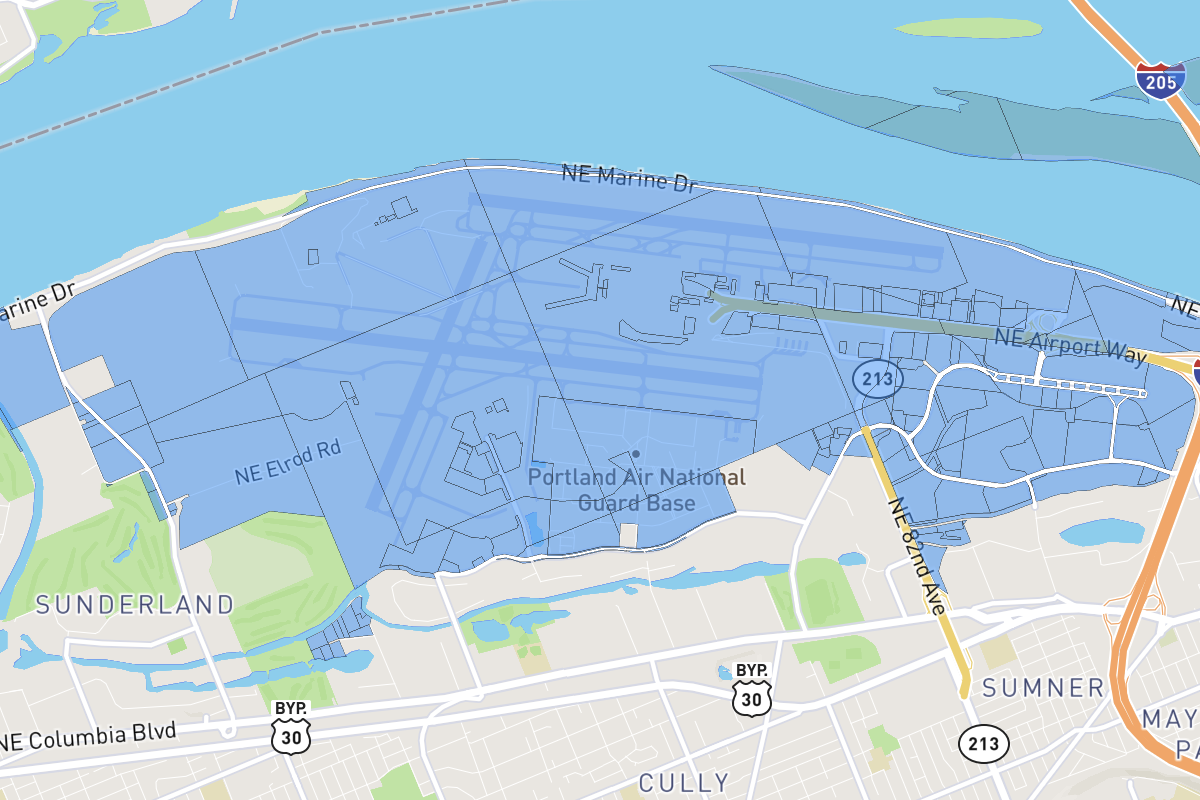 205
NE Marine Dr
arine Dr
NE
NE Airport Way
213
NE Elrod Rd
Portland Air National
Guard Base
NE 82nd Ave
SUNDERLAND
BYP.
30
SUMNER
BYP.
30
NE Columbia Blvd
213
MAY
PA
CULLY